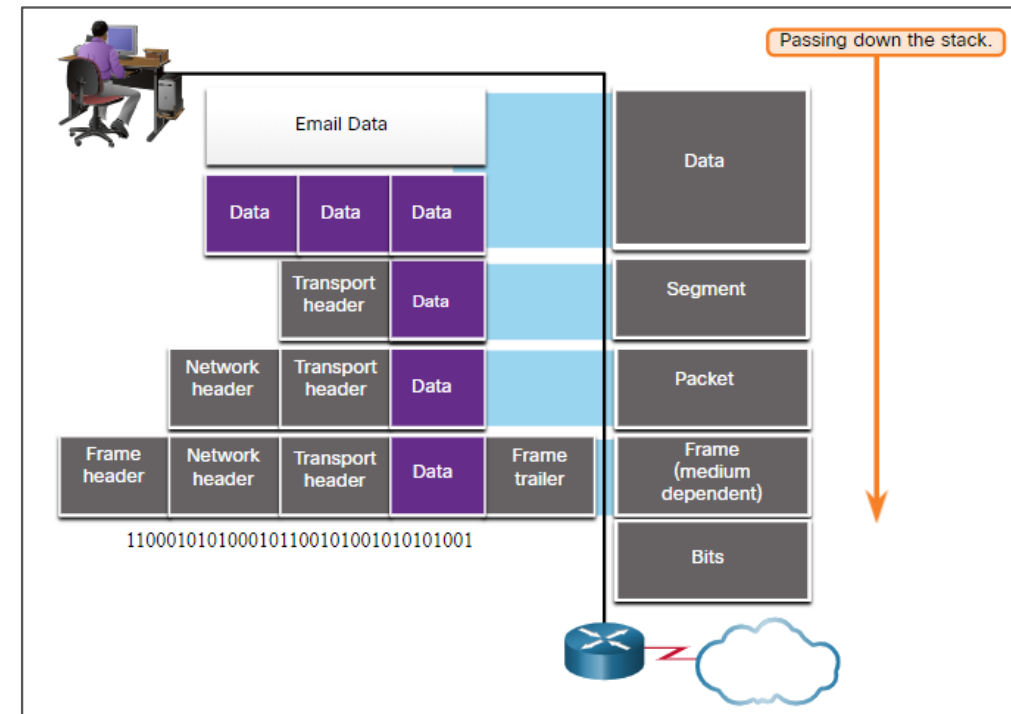 Passing down the stack.
Email Data
Data
Data
Data
Data
Transport
header
Data
Segment
Network
header
Transport
header
Data
Packet
Frame
header
Network
header
Transport
header
Data
Frame
trailer
Frame
(medium
dependent)
1100010101000101100101001010101001
Bits